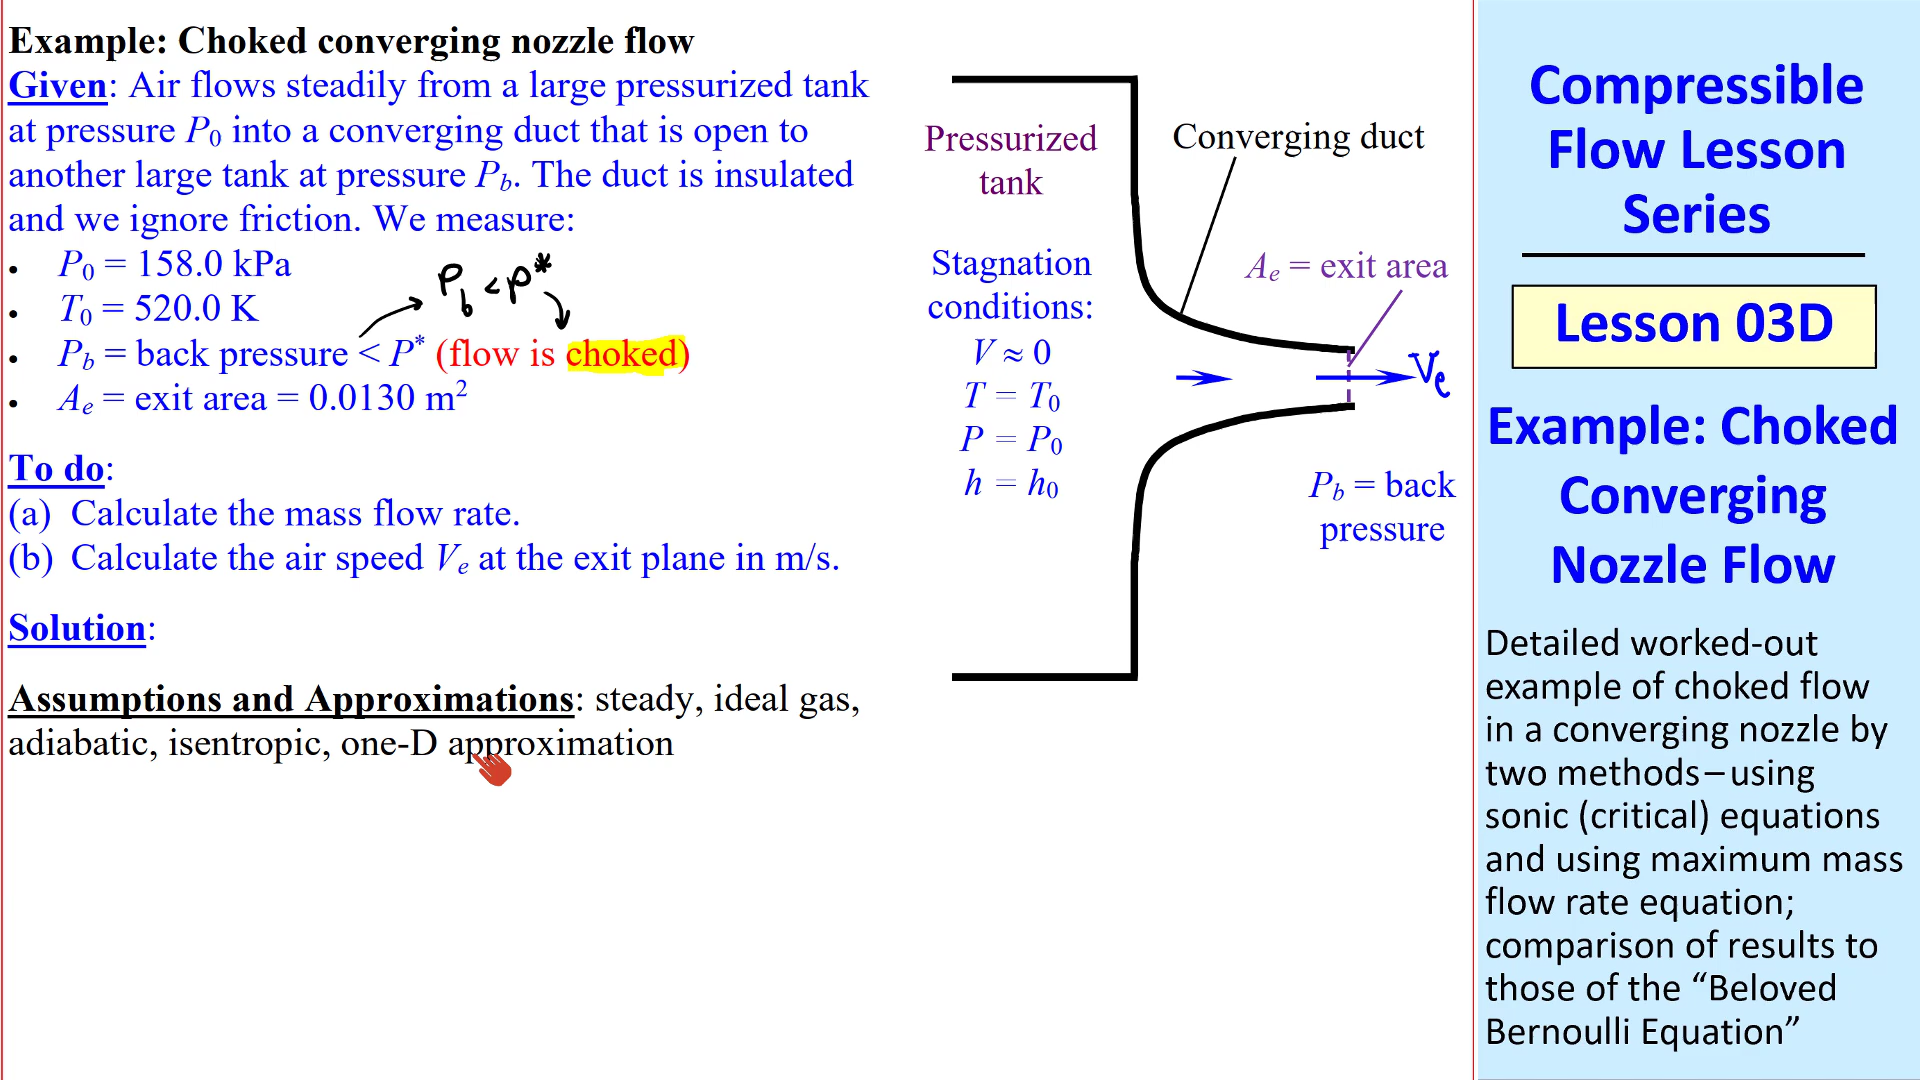 Example: Choked converging nozzle flow
Given: Air flows steadily from a large pressurized tank
at pressure P0 into a converging duct that is open to
another large tank at pressure Pb. The duct is insulated
and we ignore friction. We measure:
• P0 = 158.0 kPa
• T0 = 520.0 K
Pb < P*
• Pb = back pressure < P* (flow is choked)
• Ae = exit area = 0.0130 m²
To do:
(a) Calculate the mass flow rate.
(b) Calculate the air speed Ve at the exit plane in m/s.
Solution:
Assumptions and Approximations: steady, ideal gas,
adiabatic, isentropic, one-D approximation
Pressurized
tank
Converging duct
Stagnation
conditions:
V ≈ 0
T = T0
P = P0
h = h0
Ae = exit area
Ve
Pb = back
pressure
Compressible
Flow Lesson
Series
Lesson 03D
Example: Choked
Converging
Nozzle Flow
Detailed worked-out
example of choked flow
in a converging nozzle by
two methods–using
sonic (critical) equations
and using maximum mass
flow rate equation;
comparison of results to
those of the “Beloved
Bernoulli Equation”